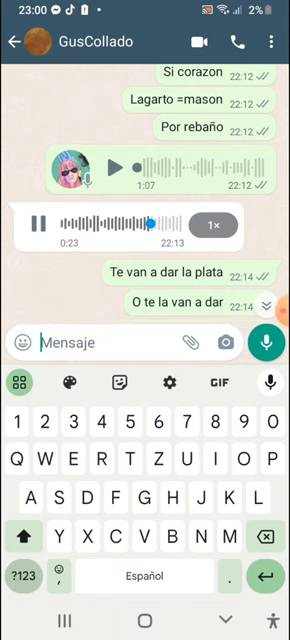 23:00
2%
GusCollado
Si corazon 22:12
Lagarto =mason 22:12
Por rebaño 22:12
1:07 22:12
1×
0:23 22:13
Te van a dar la plata 22:14
O te la van a dar 22:14
Mensaje
GIF
1 2 3 4 5 6 7 8 9 0
Q W E R T Z U I O P
A S D F G H J K L
Y X C V B N M
?123 , Español .